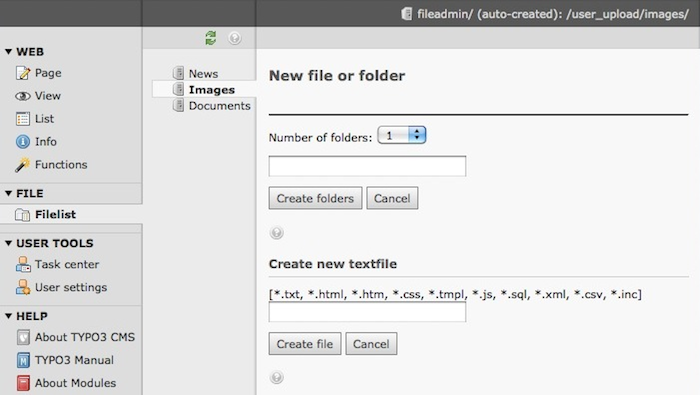 fileadmin/ (auto-created): /user_upload/images/
WEB
Page
View
List
Info
Functions
FILE
Filelist
USER TOOLS
Task center
User settings
HELP
About TYPO3 CMS
TYPO3 Manual
About Modules
News
Images
Documents
New file or folder
Number of folders: 1
Create folders Cancel
Create new textfile
[*.txt, *.html, *.htm, *.css, *.tmpl, *.js, *.sql, *.xml, *.csv, *.inc]
Create file Cancel